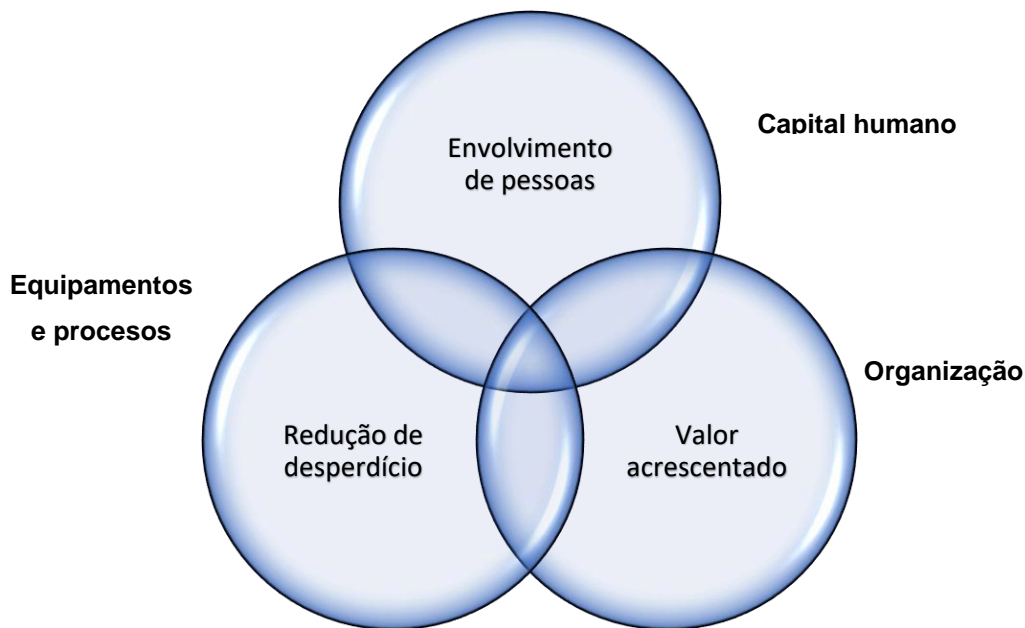 Capital humano
Envolvimento
de pessoas
Equipamentos
e procesos
Organização
Redução de
desperdício
Valor
acrescentado